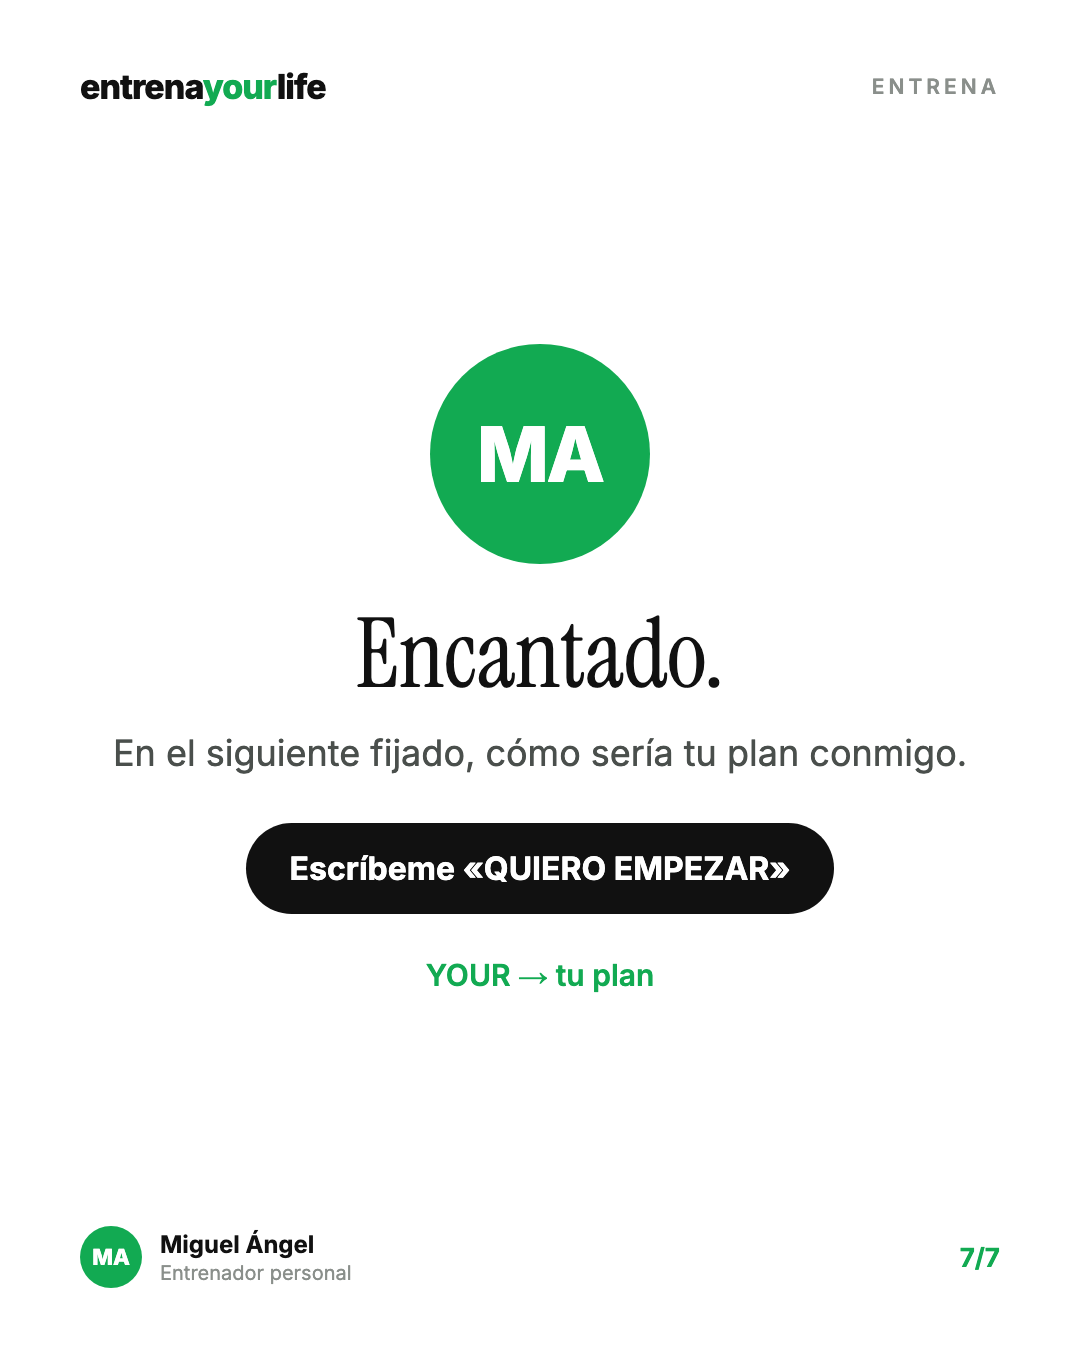 entrenayourlife
ENTRENA
MA
Encantado.
En el siguiente fijado, cómo sería tu plan conmigo.
Escríbeme «QUIERO EMPEZAR»
YOUR → tu plan
MA
Miguel Ángel
Entrenador personal
7/7